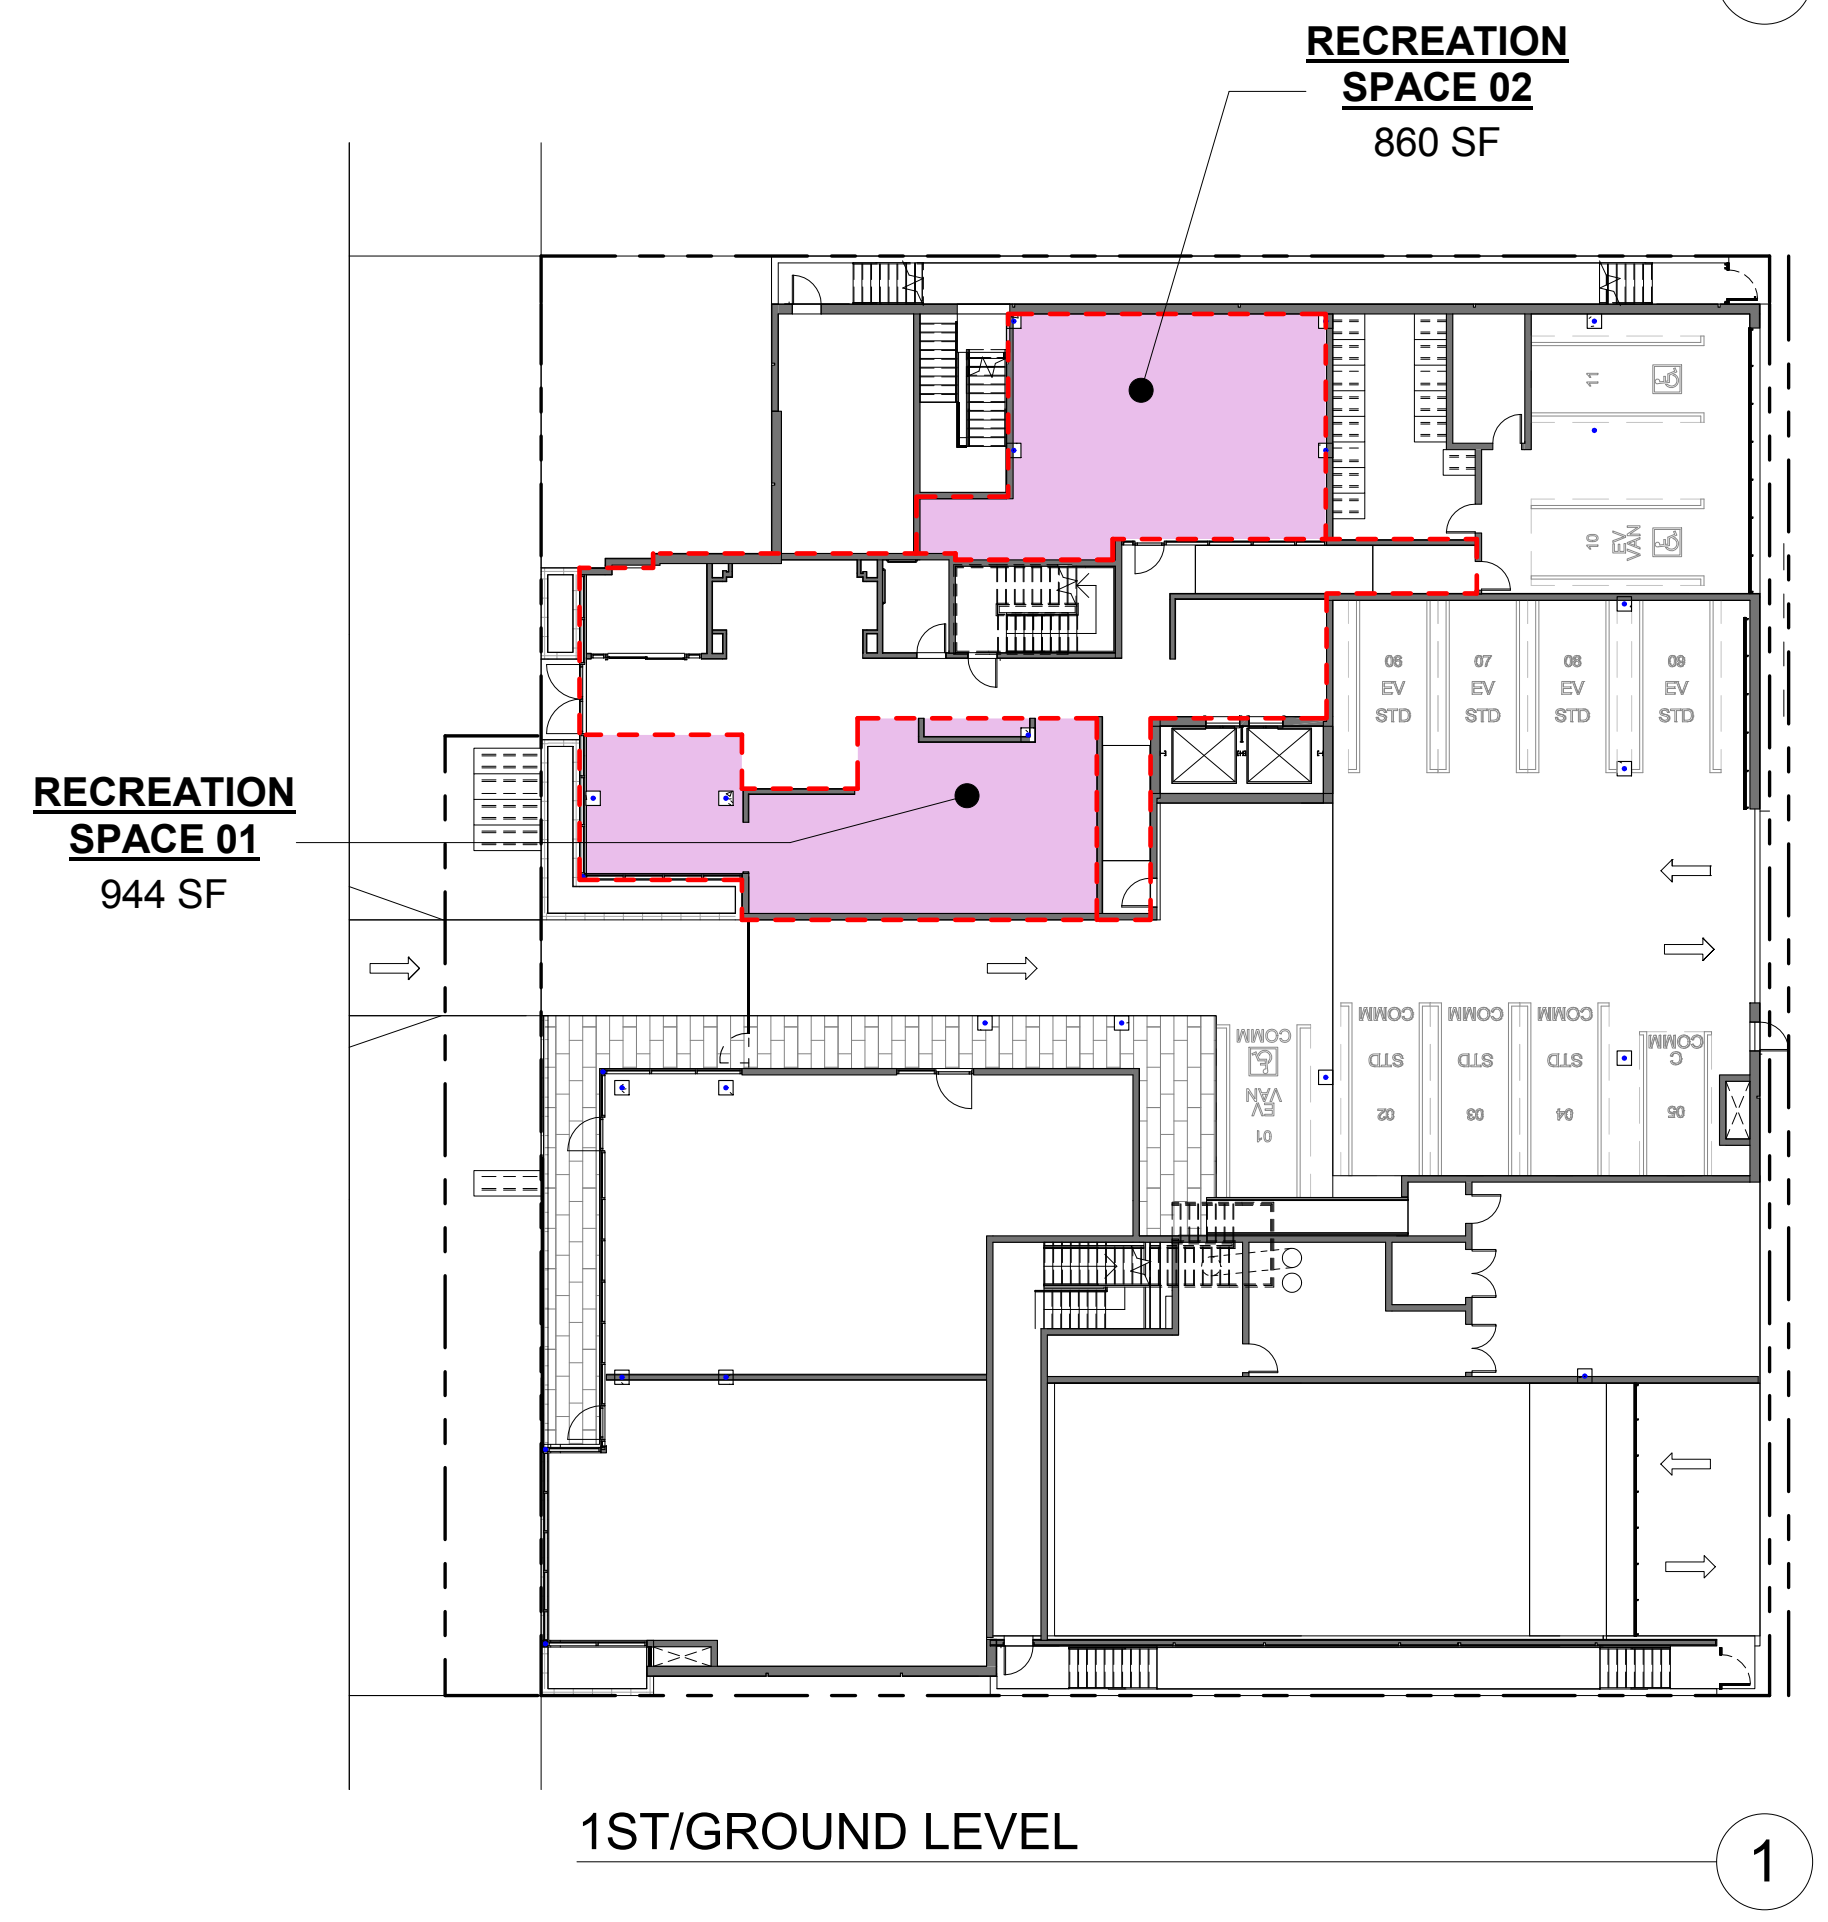 RECREATION
SPACE 02
860 SF
11
10
EV
VAN
06
EV
STD
07
EV
STD
08
EV
STD
09
EV
STD
RECREATION
SPACE 01
944 SF
COMM
EV
VAN
01
COMM
STD
02
COMM
STD
03
COMM
STD
04
COMM
C
05
1ST/GROUND LEVEL
1